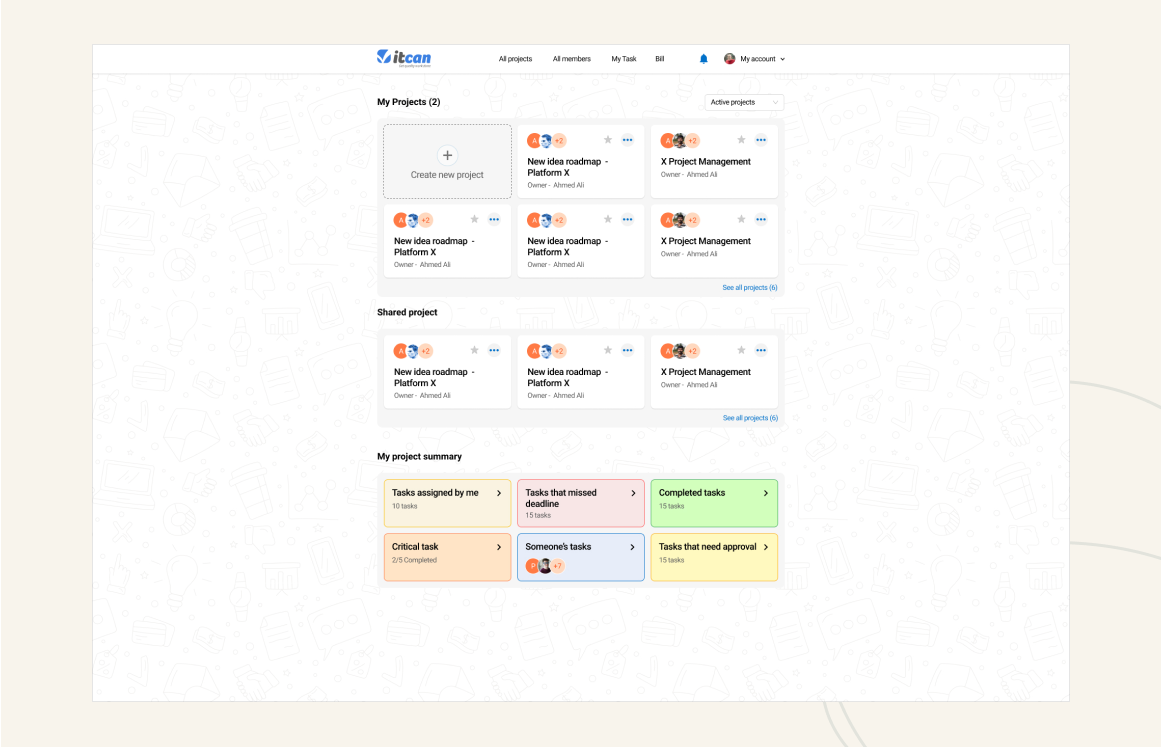 itcan
All projects
All members
My Task
Bill
My account
My Projects (2)
Active projects
Create new project
A +2
New idea roadmap -
Platform X
Owner - Ahmed Ali
A +2
X Project Management
Owner - Ahmed Ali
A +2
New idea roadmap -
Platform X
Owner - Ahmed Ali
A +2
New idea roadmap -
Platform X
Owner - Ahmed Ali
A +2
X Project Management
Owner - Ahmed Ali
See all projects (6)
Shared project
A +2
New idea roadmap -
Platform X
Owner - Ahmed Ali
A +2
New idea roadmap -
Platform X
Owner - Ahmed Ali
A +2
X Project Management
Owner - Ahmed Ali
See all projects (6)
My project summary
Tasks assigned by me
10 tasks
Tasks that missed
deadline
15 tasks
Completed tasks
15 tasks
Critical task
2/5 Completed
Someone's tasks
P +7
Tasks that need approval
15 tasks